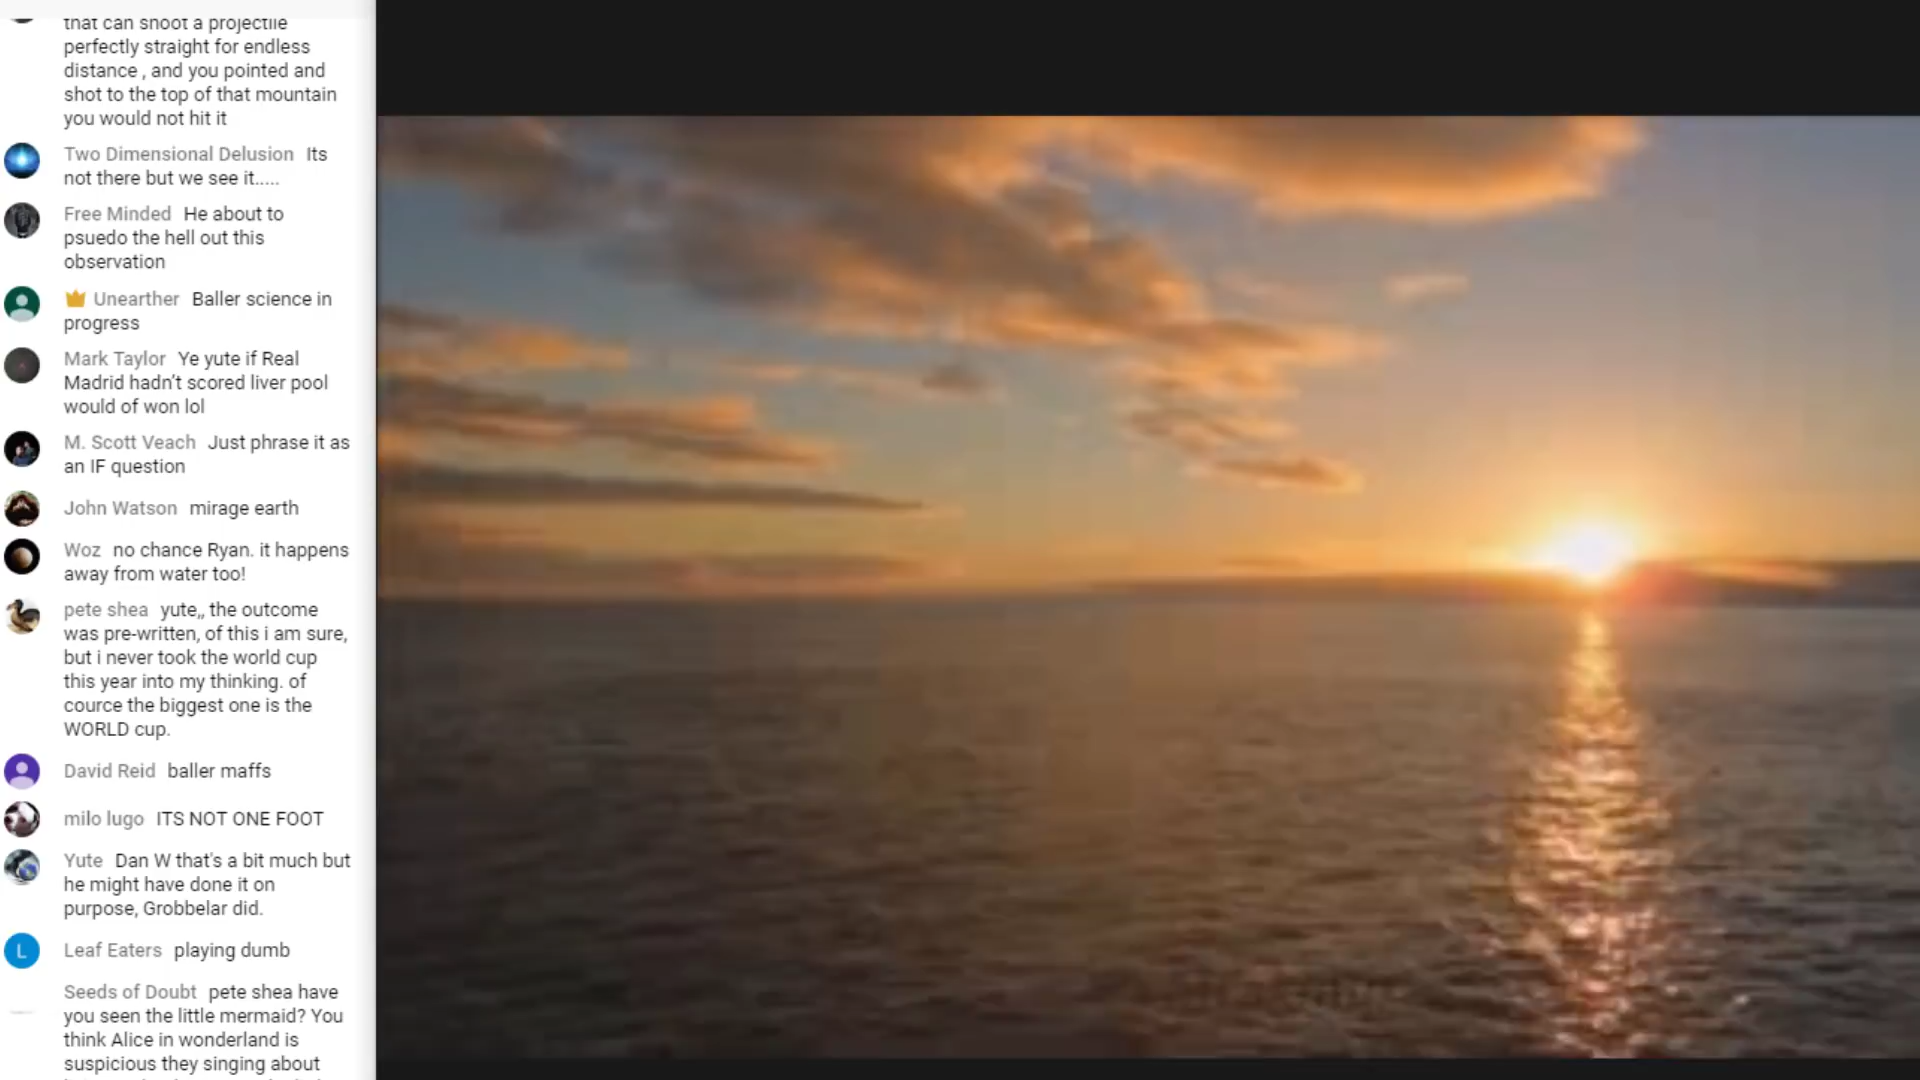 that can shoot a projectile
perfectly straight for endless
distance , and you pointed and
shot to the top of that mountain
you would not hit it
Two Dimensional Delusion Its
not there but we see it.....
Free Minded He about to
psuedo the hell out this
observation
Unearther Baller science in
progress
Mark Taylor Ye yute if Real
Madrid hadn't scored liver pool
would of won lol
M. Scott Veach Just phrase it as
an IF question
John Watson mirage earth
Woz no chance Ryan. it happens
away from water too!
pete shea yute,, the outcome
was pre-written, of this i am sure,
but i never took the world cup
this year into my thinking. of
cource the biggest one is the
WORLD cup.
David Reid baller maffs
milo lugo ITS NOT ONE FOOT
Yute Dan W that's a bit much but
he might have done it on
purpose, Grobbelar did.
L
Leaf Eaters playing dumb
Seeds of Doubt pete shea have
you seen the little mermaid? You
think Alice in wonderland is
suspicious they singing about